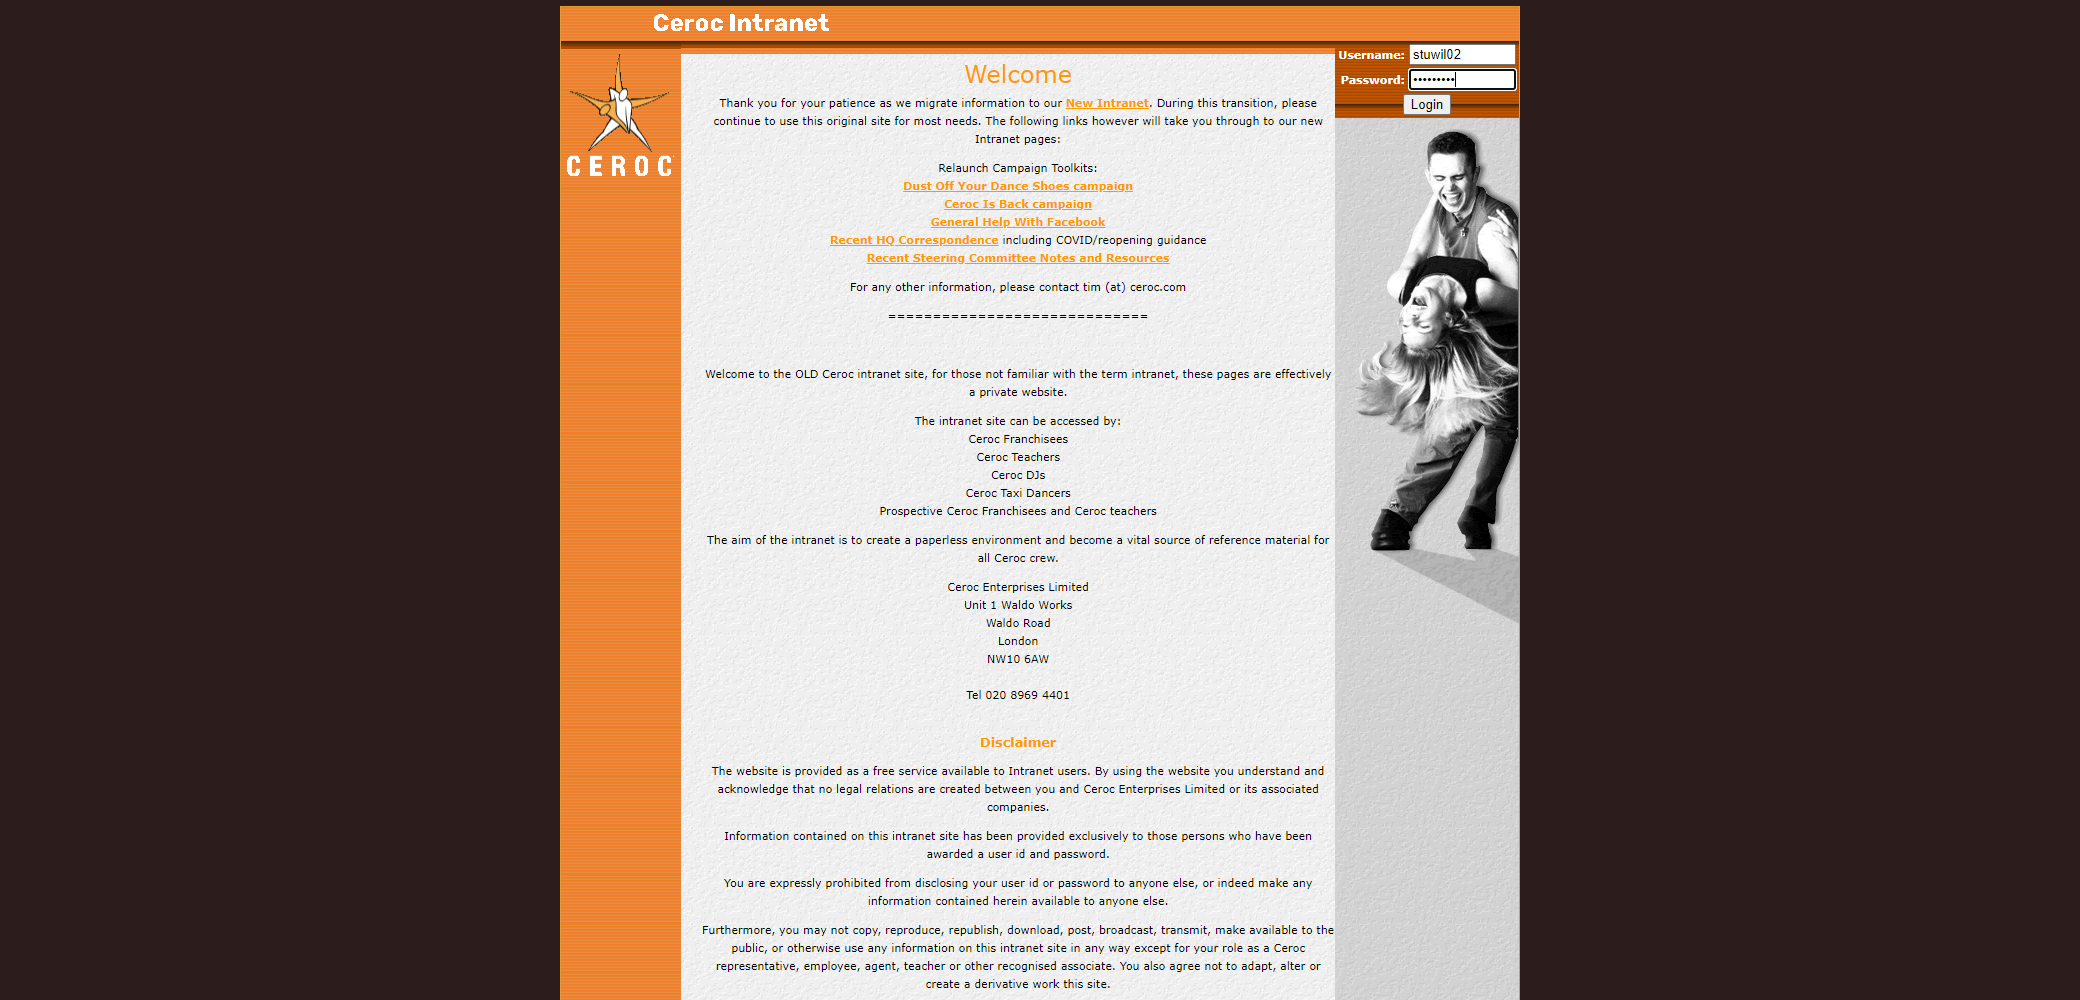 Ceroc Intranet
CEROC
Username: stuwil02
Password: •••••••••
Login
Welcome
Thank you for your patience as we migrate information to our New Intranet. During this transition, please
continue to use this original site for most needs. The following links however will take you through to our new
Intranet pages:
Relaunch Campaign Toolkits:
Dust Off Your Dance Shoes campaign
Ceroc Is Back campaign
General Help With Facebook
Recent HQ Correspondence including COVID/reopening guidance
Recent Steering Committee Notes and Resources
For any other information, please contact tim (at) ceroc.com
=============================
Welcome to the OLD Ceroc intranet site, for those not familiar with the term intranet, these pages are effectively
a private website.
The intranet site can be accessed by:
Ceroc Franchisees
Ceroc Teachers
Ceroc DJs
Ceroc Taxi Dancers
Prospective Ceroc Franchisees and Ceroc teachers
The aim of the intranet is to create a paperless environment and become a vital source of reference material for
all Ceroc crew.
Ceroc Enterprises Limited
Unit 1 Waldo Works
Waldo Road
London
NW10 6AW
Tel 020 8969 4401
Disclaimer
The website is provided as a free service available to Intranet users. By using the website you understand and
acknowledge that no legal relations are created between you and Ceroc Enterprises Limited or its associated
companies.
Information contained on this intranet site has been provided exclusively to those persons who have been
awarded a user id and password.
You are expressly prohibited from disclosing your user id or password to anyone else, or indeed make any
information contained herein available to anyone else.
Furthermore, you may not copy, reproduce, republish, download, post, broadcast, transmit, make available to the
public, or otherwise use any information on this intranet site in any way except for your role as a Ceroc
representative, employee, agent, teacher or other recognised associate. You also agree not to adapt, alter or
create a derivative work this site.